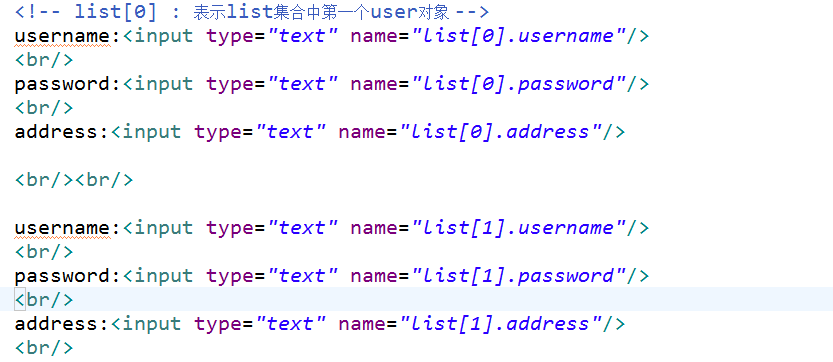 <!-- list[0] : 表示list集合中第一个user对象 -->
username:<input type="text" name="list[0].username"/>
<br/>
password:<input type="text" name="list[0].password"/>
<br/>
address:<input type="text" name="list[0].address"/>
<br/><br/>
username:<input type="text" name="list[1].username"/>
<br/>
password:<input type="text" name="list[1].password"/>
<br/>
address:<input type="text" name="list[1].address"/>
<br/>